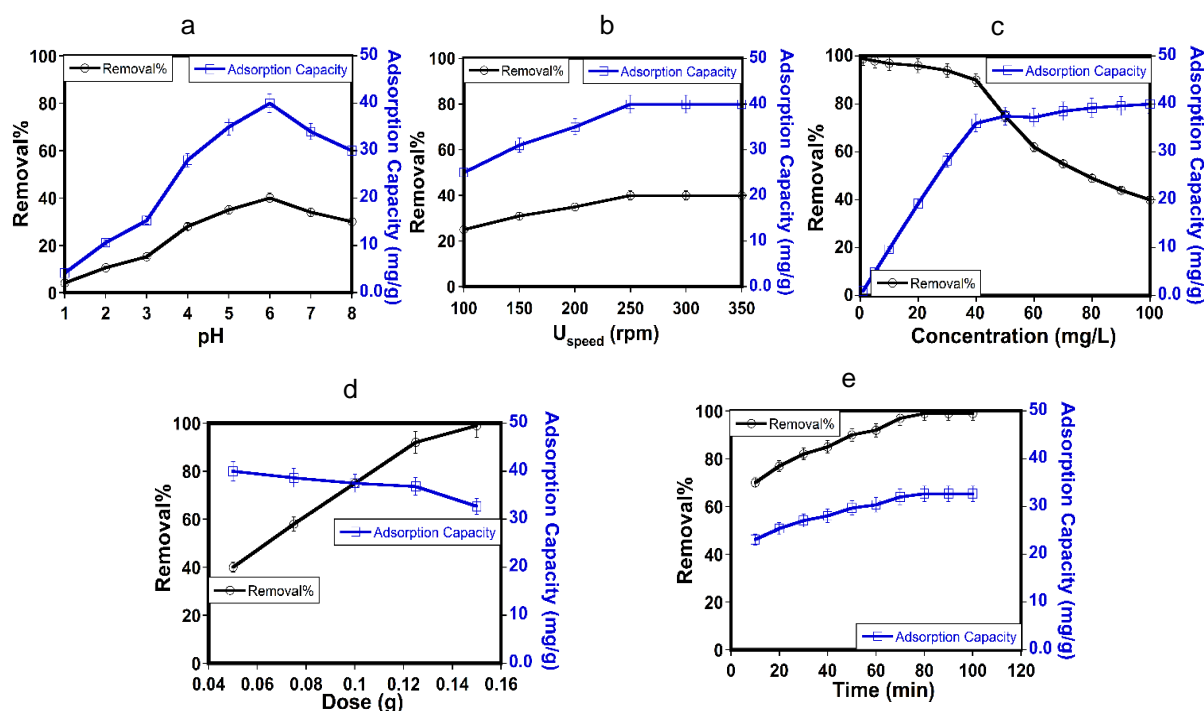 a
100
80
60
40
20
0
Removal%
Removal%
Adsorption Capacity
50
40
30
20
10
0.0
Adsorption Capacity (mg/g)
1 2 3 4 5 6 7 8
pH
b
100
80
60
40
20
0
Removal%
Removal%
Adsorption Capacity
50
40
30
20
10
0.0
Adsorption Capacity (mg/g)
100 150 200 250 300 350
Uspeed (rpm)
c
100
80
60
40
20
0
Removal%
Adsorption Capacity
Removal%
50
40
30
20
10
0.0
Adsorption Capacity (mg/g)
0 20 40 60 80 100
Concentration (mg/L)
d
100
80
60
40
20
0
Removal%
Adsorption Capacity
Removal%
50
40
30
20
10
0.0
Adsorption Capacity (mg/g)
0.04 0.06 0.08 0.1 0.12 0.14 0.16
Dose (g)
e
100
80
60
40
20
0
Removal%
Removal%
Adsorption Capacity
50
40
30
20
10
0.0
Adsorption Capacity (mg/g)
0 20 40 60 80 100 120
Time (min)